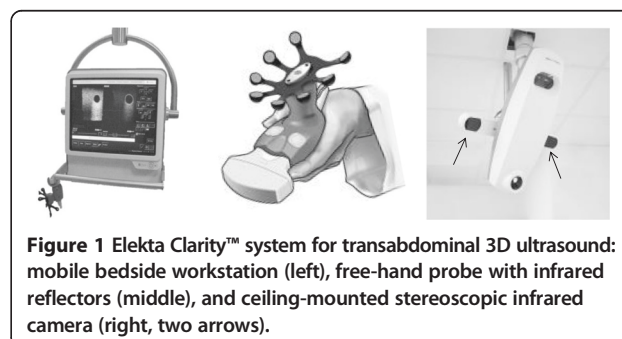 Figure 1 Elekta Clarity™ system for transabdominal 3D ultrasound:
mobile bedside workstation (left), free-hand probe with infrared
reflectors (middle), and ceiling-mounted stereoscopic infrared
camera (right, two arrows).